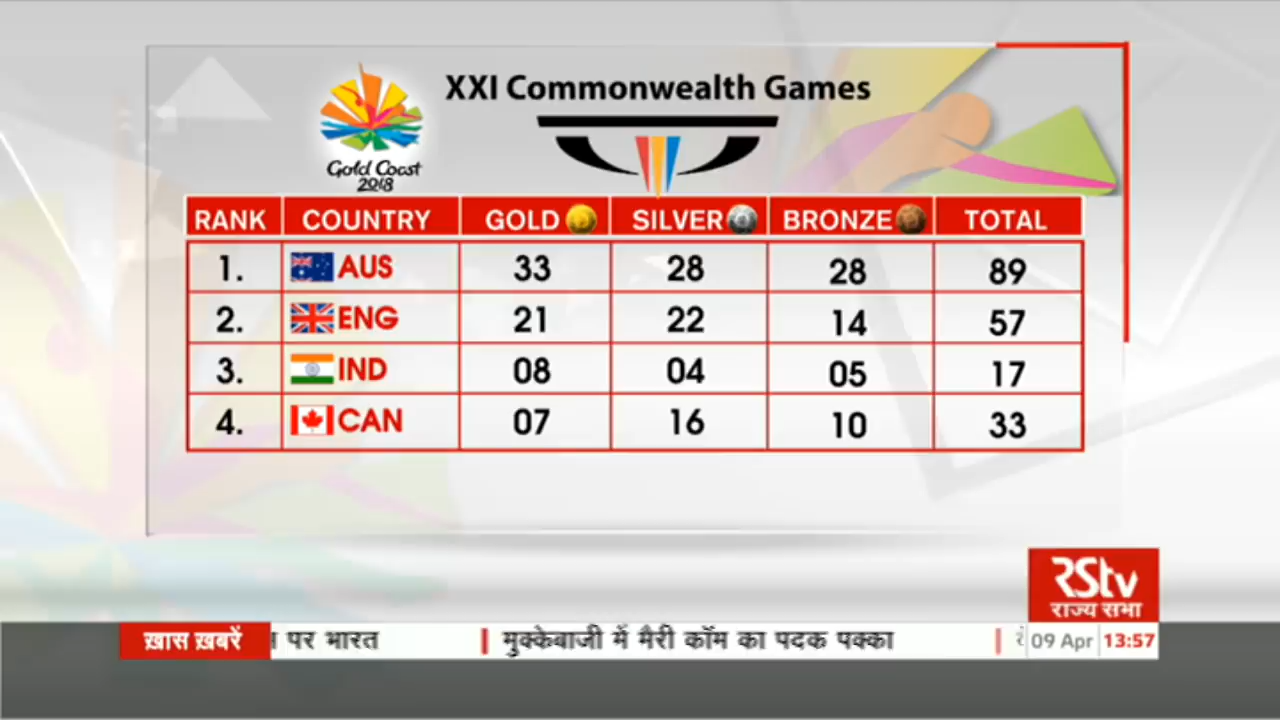 XXI Commonwealth Games
Gold Coast
2018
RANK COUNTRY GOLD SILVER BRONZE TOTAL
1. AUS 33 28 28 89
2. ENG 21 22 14 57
3. IND 08 04 05 17
4. CAN 07 16 10 33
RStv
राज्य सभा
ख़ास ख़बरें पर भारत मुक्केबाजी में मैरी कॉम का पदक पक्का 09 Apr 13:57